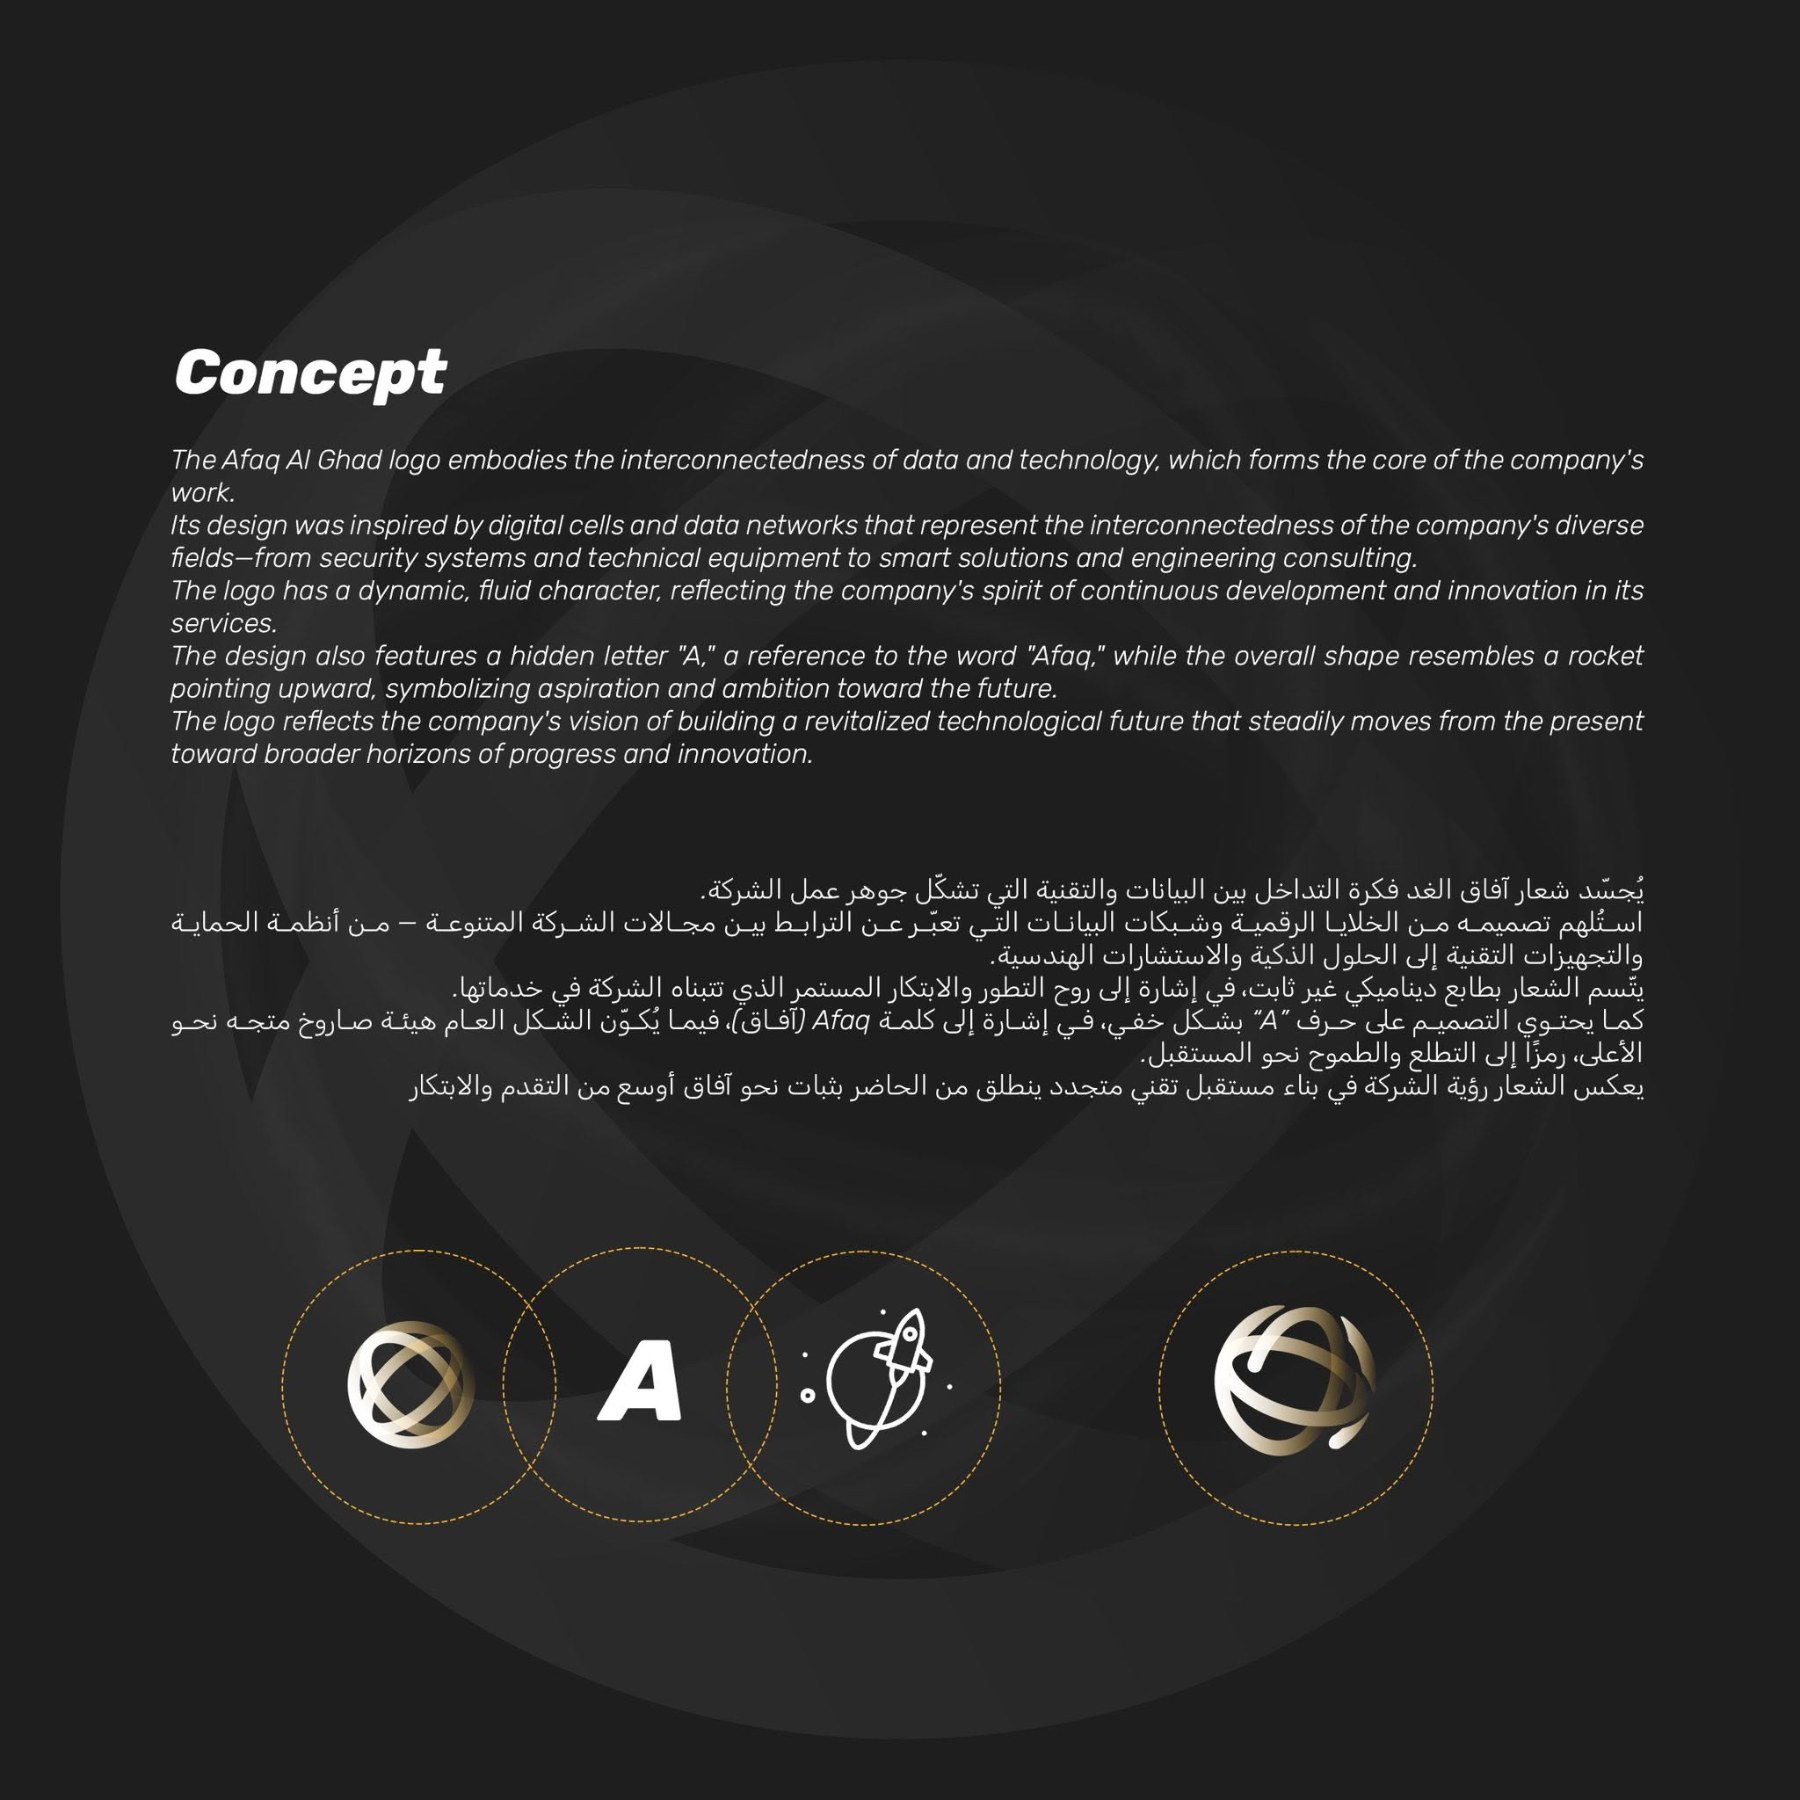 Concept
The Afaq Al Ghad logo embodies the interconnectedness of data and technology, which forms the core of the company's
work.
Its design was inspired by digital cells and data networks that represent the interconnectedness of the company's diverse
fields—from security systems and technical equipment to smart solutions and engineering consulting.
The logo has a dynamic, fluid character, reflecting the company's spirit of continuous development and innovation in its
services.
The design also features a hidden letter "A," a reference to the word "Afaq," while the overall shape resembles a rocket
pointing upward, symbolizing aspiration and ambition toward the future.
The logo reflects the company's vision of building a revitalized technological future that steadily moves from the present
toward broader horizons of progress and innovation.
يُجسّد شعار آفاق الغد فكرة التداخل بين البيانات والتقنية التي تشكّل جوهر عمل الشركة.
استُلهم تصميمه من الخلايا الرقمية وشبكات البيانات التي تعبّر عن الترابط بين مجالات الشركة المتنوعة – من أنظمة الحماية
والتجهيزات التقنية إلى الحلول الذكية والاستشارات الهندسية.
يتّسم الشعار بطابع ديناميكي غير ثابت، في إشارة إلى روح التطور والابتكار المستمر الذي تتبناه الشركة في خدماتها.
كما يحتوي التصميم على حرف "A" بشكل خفي، في إشارة إلى كلمة Afaq (آفاق)، فيما يُكوّن الشكل العام هيئة صاروخ متجه نحو
الأعلى، رمزًا إلى التطلع والطموح نحو المستقبل.
يعكس الشعار رؤية الشركة في بناء مستقبل تقني متجدد ينطلق من الحاضر بثبات نحو آفاق أوسع من التقدم والابتكار
A